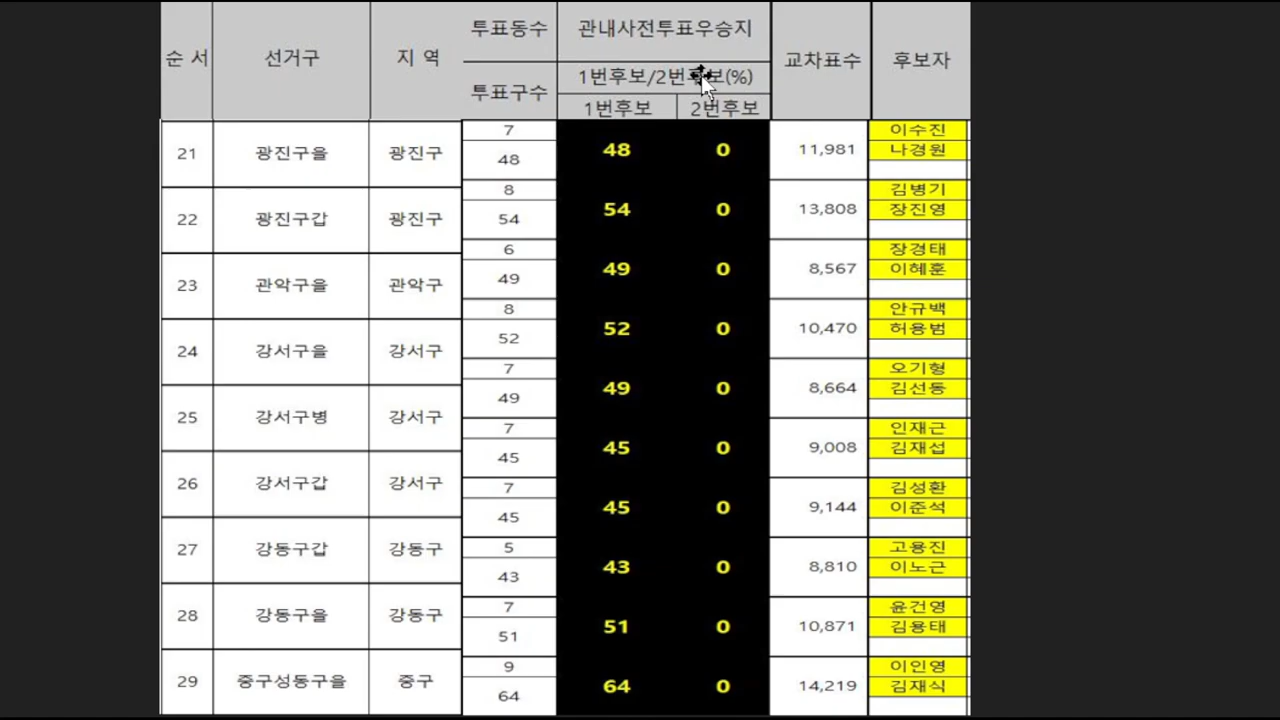 순 서 선거구 지 역 투표동수 관내사전투표우승지 교차표수 후보자
투표구수 1번후보/2번후보(%)
1번후보 2번후보
21 광진구을 광진구 7 48 48 0 11,981 이수진 나경원
22 광진구갑 광진구 8 54 54 0 13,808 김병기 장진영
23 관악구을 관악구 6 49 49 0 8,567 장경태 이혜훈
24 강서구을 강서구 8 52 52 0 10,470 안규백 허용범
25 강서구병 강서구 7 49 49 0 8,664 오기형 김선동
26 강서구갑 강서구 7 45 45 0 9,008 인재근 김재섭
27 강동구갑 강동구 7 45 45 0 9,144 김성환 이준석
28 강동구을 강동구 5 43 43 0 8,810 고용진 이노근
29 중구성동구을 중구 7 51 51 0 10,871 윤건영 김용태
9 64 64 0 14,219 이인영 김재식